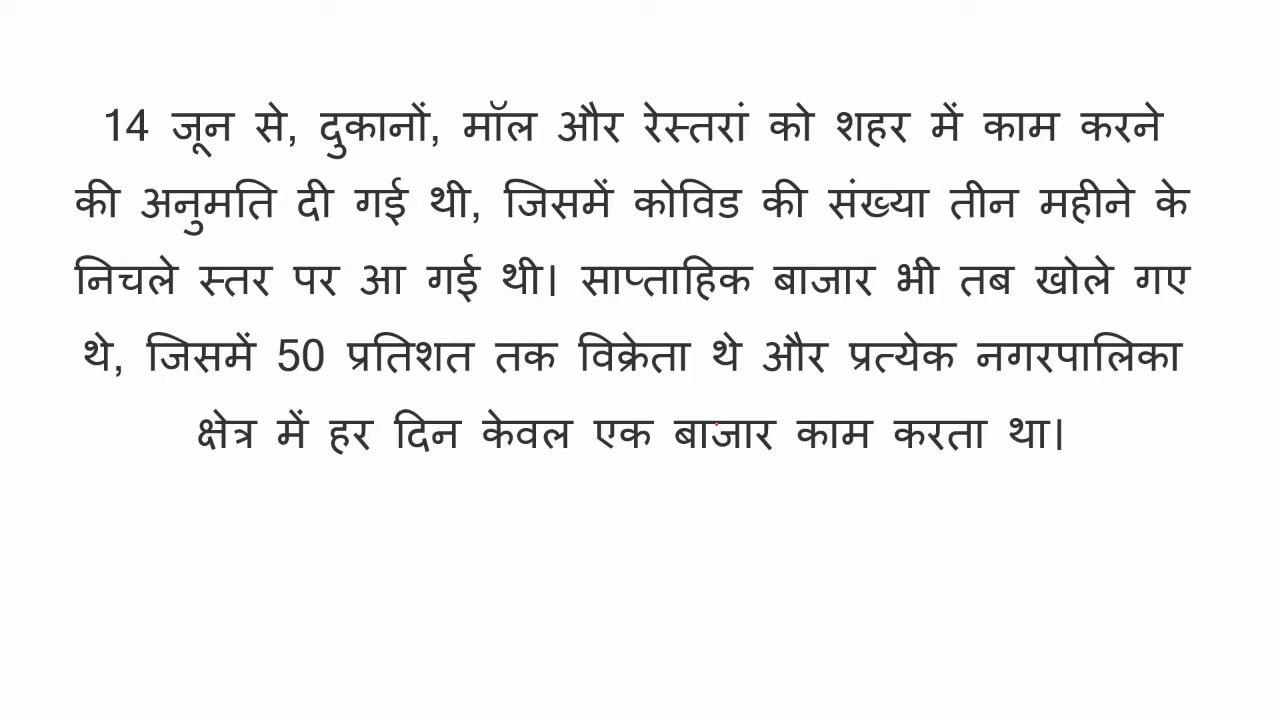 14 जून से, दुकानों, मॉल और रेस्तरां को शहर में काम करने
की अनुमति दी गई थी, जिसमें कोविड की संख्या तीन महीने के
निचले स्तर पर आ गई थी। साप्ताहिक बाजार भी तब खोले गए
थे, जिसमें 50 प्रतिशत तक विक्रेता थे और प्रत्येक नगरपालिका
क्षेत्र में हर दिन केवल एक बाजार काम करता था।